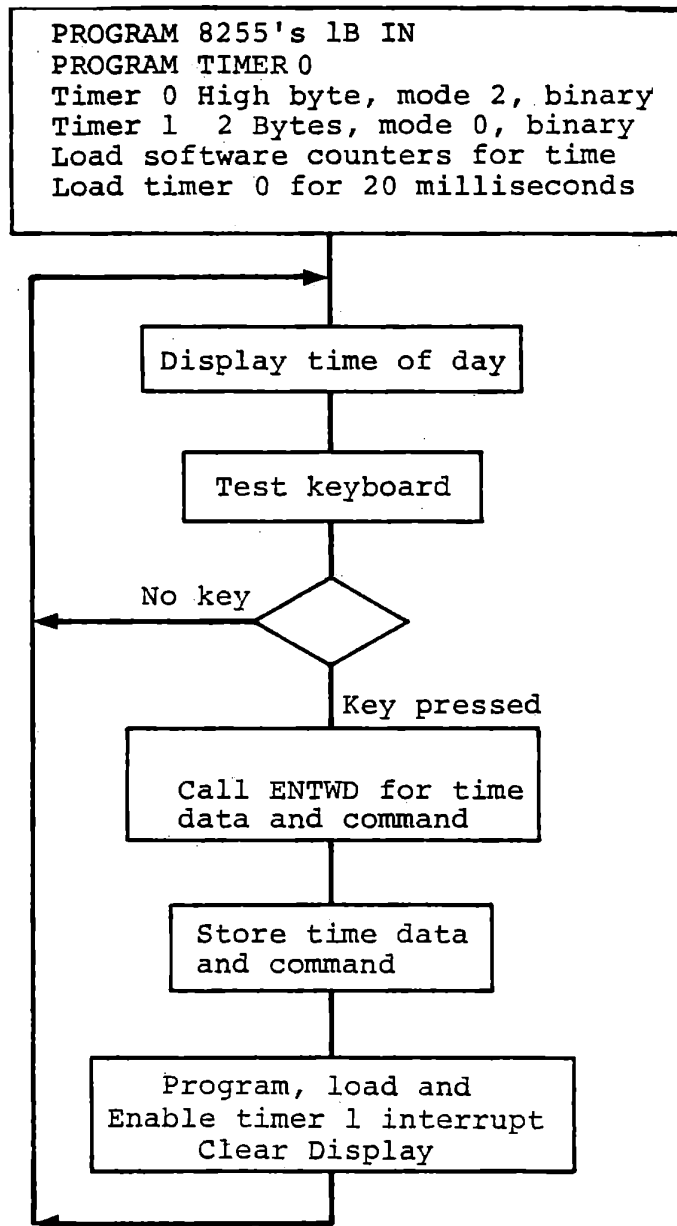 PROGRAM 8255's 1B IN
PROGRAM TIMER 0
Timer 0 High byte, mode 2, binary
Timer 1 2 Bytes, mode 0, binary
Load software counters for time
Load timer 0 for 20 milliseconds
Display time of day
Test keyboard
No key
Key pressed
Call ENTWD for time
data and command
Store time data
and command
Program, load and
Enable timer 1 interrupt
Clear Display